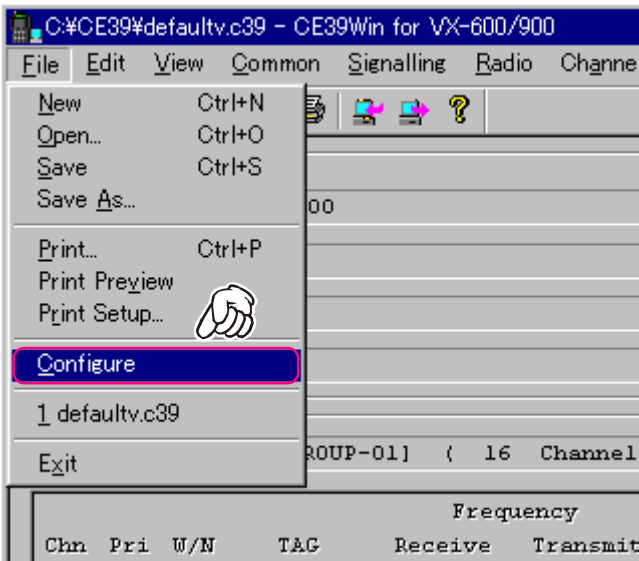 C:¥CE39¥defaultv.c39 - CE39Win for VX-600/900
File Edit View Common Signalling Radio Channe
New Ctrl+N
Open... Ctrl+O
Save Ctrl+S
Save As...
00
Print... Ctrl+P
Print Preview
Print Setup...
Configure
1 defaultv.c39
Exit
ROUP-01] ( 16 Channel
Frequency
Chn Pri W/N TAG Receive Transmit